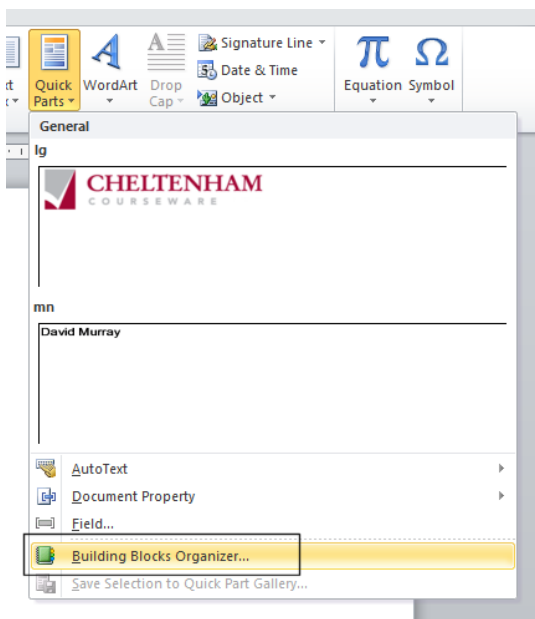 Signature Line
Date & Time
Object
Quick
Parts
WordArt
Drop
Cap
Equation
Symbol
General
lg
CHELTENHAM
COURSEWARE
mn
David Murray
AutoText
Document Property
Field...
Building Blocks Organizer...
Save Selection to Quick Part Gallery...